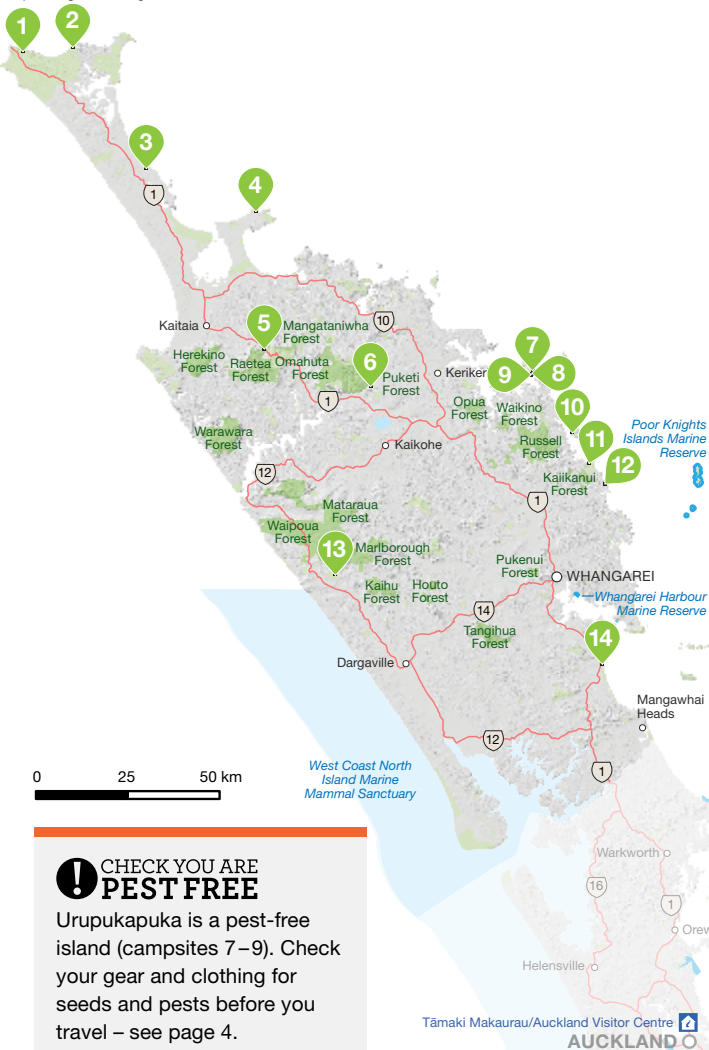 1
2
3
1
4
Kaitaia
5
Mangataniwha
Forest
10
Herekino
Forest
Raetea
Forest
Omahuta
Forest
6
Puketi
Forest
1
Keriker
7
9
8
Opua
Forest
Waikino
Forest
10
Russell
Forest
11
12
Poor Knights
Islands Marine
Reserve
Warawara
Forest
Kaikohe
12
Kaiikanui
Forest
1
Mataraua
Forest
Waipoua
Forest
13
Marlborough
Forest
Kaihu
Forest
Houto
Forest
Pukenui
Forest
WHANGAREI
Whangarei Harbour
Marine Reserve
14
Tangihua
Forest
14
Dargaville
Mangawhai
Heads
12
1
West Coast North
Island Marine
Mammal Sanctuary
0 25 50 km
Warkworth
16
1
Orew
Helensville
Tāmaki Makaurau/Auckland Visitor Centre
AUCKLAND
! CHECK YOU ARE
PEST FREE
Urupukapuka is a pest-free
island (campsites 7–9). Check
your gear and clothing for
seeds and pests before you
travel – see page 4.